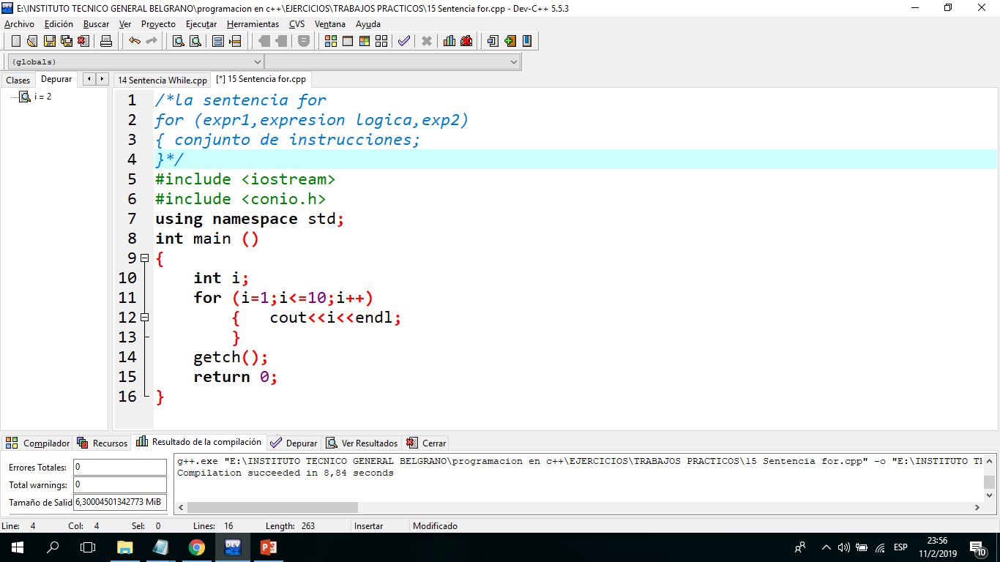 E:\INSTITUTO TECNICO GENERAL BELGRANO\programacion en c++\EJERCICIOS\TRABAJOS PRACTICOS\15 Sentencia for.cpp - Dev-C++ 5.5.3
Archivo Edición Buscar Ver Proyecto Ejecutar Herramientas CVS Ventana Ayuda
(globals)
Clases Depurar 14 Sentencia While.cpp [*] 15 Sentencia for.cpp
i = 2
1 /*la sentencia for
2 for (expr1,expresion logica,exp2)
3 { conjunto de instrucciones;
4 }*/
5 #include <iostream>
6 #include <conio.h>
7 using namespace std;
8 int main ()
9 {
10 int i;
11 for (i=1;i<=10;i++)
12 { cout<<i<<endl;
13 }
14 getch();
15 return 0;
16 }
Compilador Recursos Resultado de la compilación Depurar Ver Resultados Cerrar
Errores Totales: 0
Total warnings: 0
Tamaño de Salid 6,30004501342773 MiB
g++.exe "E:\INSTITUTO TECNICO GENERAL BELGRANO\programacion en c++\EJERCICIOS\TRABAJOS PRACTICOS\15 Sentencia for.cpp" -o "E:\INSTITUTO
Compilation succeeded in 8,84 seconds
Line: 4 Col: 4 Sel: 0 Lines: 16 Length: 263 Insertar Modificado
DEV C++
ESP
23:56
11/2/2019
10